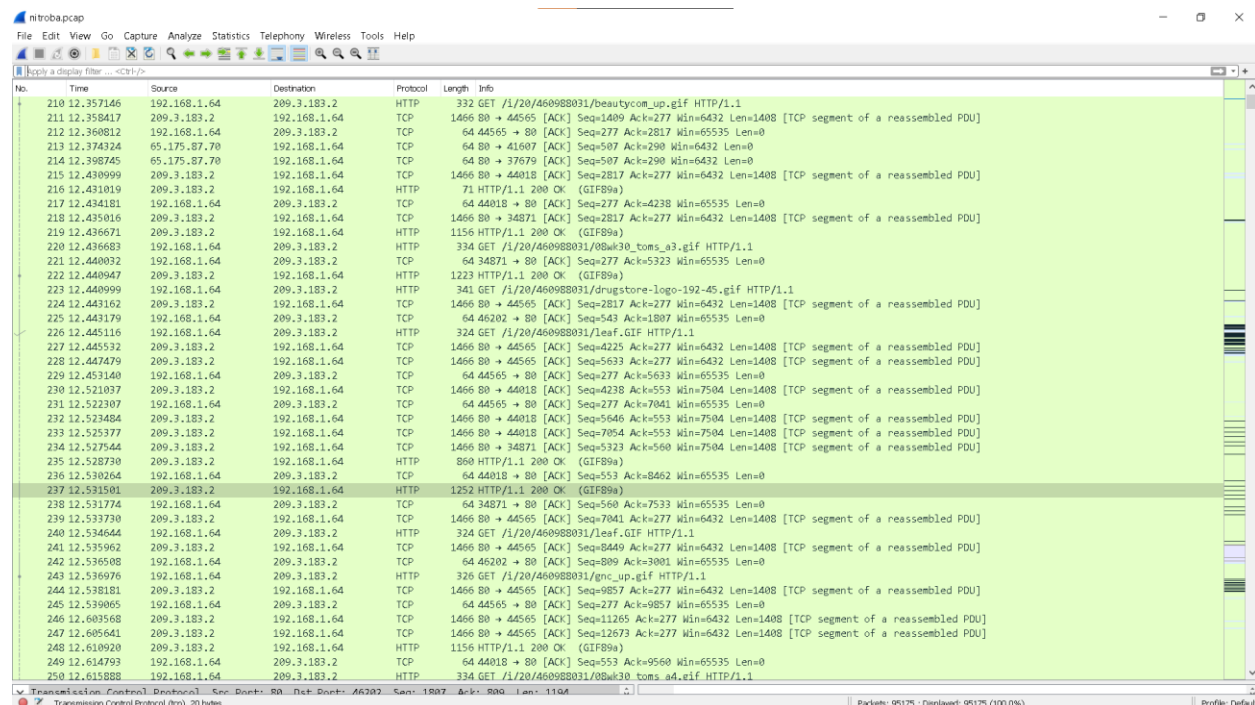 nitroba.pcap
File Edit View Go Capture Analyze Statistics Telephony Wireless Tools Help
Apply a display filter ... <Ctrl-/>
No. Time Source Destination Protocol Length Info
210 12.357146 192.168.1.64 209.3.183.2 HTTP 332 GET /i/20/460988031/beautycom_up.gif HTTP/1.1
211 12.358417 209.3.183.2 192.168.1.64 TCP 1466 80 → 44565 [ACK] Seq=1409 Ack=277 Win=6432 Len=1408 [TCP segment of a reassembled PDU]
212 12.360812 192.168.1.64 209.3.183.2 TCP 64 44565 → 80 [ACK] Seq=277 Ack=2817 Win=65535 Len=0
213 12.374324 65.175.87.70 192.168.1.64 TCP 64 80 → 41607 [ACK] Seq=507 Ack=290 Win=6432 Len=0
214 12.398745 65.175.87.70 192.168.1.64 TCP 64 80 → 37679 [ACK] Seq=507 Ack=290 Win=6432 Len=0
215 12.430999 209.3.183.2 192.168.1.64 TCP 1466 80 → 44018 [ACK] Seq=2817 Ack=277 Win=6432 Len=1408 [TCP segment of a reassembled PDU]
216 12.431019 209.3.183.2 192.168.1.64 HTTP 71 HTTP/1.1 200 OK (GIF89a)
217 12.434181 192.168.1.64 209.3.183.2 TCP 64 44018 → 80 [ACK] Seq=277 Ack=4238 Win=65535 Len=0
218 12.435016 209.3.183.2 192.168.1.64 TCP 1466 80 → 34871 [ACK] Seq=2817 Ack=277 Win=6432 Len=1408 [TCP segment of a reassembled PDU]
219 12.436671 209.3.183.2 192.168.1.64 HTTP 1156 HTTP/1.1 200 OK (GIF89a)
220 12.436683 192.168.1.64 209.3.183.2 HTTP 334 GET /i/20/460988031/08wk30_toms_a3.gif HTTP/1.1
221 12.440032 192.168.1.64 209.3.183.2 TCP 64 34871 → 80 [ACK] Seq=277 Ack=5323 Win=65535 Len=0
222 12.440947 209.3.183.2 192.168.1.64 HTTP 1223 HTTP/1.1 200 OK (GIF89a)
223 12.440999 192.168.1.64 209.3.183.2 HTTP 341 GET /i/20/460988031/drugstore-logo-192-45.gif HTTP/1.1
224 12.443162 209.3.183.2 192.168.1.64 TCP 1466 80 → 44565 [ACK] Seq=2817 Ack=277 Win=6432 Len=1408 [TCP segment of a reassembled PDU]
225 12.443179 192.168.1.64 209.3.183.2 TCP 64 46202 → 80 [ACK] Seq=543 Ack=1807 Win=65535 Len=0
226 12.445116 192.168.1.64 209.3.183.2 HTTP 324 GET /i/20/460988031/leaf.GIF HTTP/1.1
227 12.445532 209.3.183.2 192.168.1.64 TCP 1466 80 → 44565 [ACK] Seq=4225 Ack=277 Win=6432 Len=1408 [TCP segment of a reassembled PDU]
228 12.447479 209.3.183.2 192.168.1.64 TCP 1466 80 → 44565 [ACK] Seq=5633 Ack=277 Win=6432 Len=1408 [TCP segment of a reassembled PDU]
229 12.453140 192.168.1.64 209.3.183.2 TCP 64 44565 → 80 [ACK] Seq=277 Ack=5633 Win=65535 Len=0
230 12.521037 209.3.183.2 192.168.1.64 TCP 1466 80 → 44018 [ACK] Seq=4238 Ack=553 Win=7504 Len=1408 [TCP segment of a reassembled PDU]
231 12.522307 192.168.1.64 209.3.183.2 TCP 64 44565 → 80 [ACK] Seq=277 Ack=7041 Win=65535 Len=0
232 12.523484 209.3.183.2 192.168.1.64 TCP 1466 80 → 44018 [ACK] Seq=5646 Ack=553 Win=7504 Len=1408 [TCP segment of a reassembled PDU]
233 12.525377 209.3.183.2 192.168.1.64 TCP 1466 80 → 44018 [ACK] Seq=7054 Ack=553 Win=7504 Len=1408 [TCP segment of a reassembled PDU]
234 12.527544 209.3.183.2 192.168.1.64 TCP 1466 80 → 34871 [ACK] Seq=5323 Ack=560 Win=7504 Len=1408 [TCP segment of a reassembled PDU]
235 12.528730 209.3.183.2 192.168.1.64 HTTP 860 HTTP/1.1 200 OK (GIF89a)
236 12.530264 192.168.1.64 209.3.183.2 TCP 64 44018 → 80 [ACK] Seq=553 Ack=8462 Win=65535 Len=0
237 12.531501 209.3.183.2 192.168.1.64 HTTP 1252 HTTP/1.1 200 OK (GIF89a)
238 12.531774 192.168.1.64 209.3.183.2 TCP 64 34871 → 80 [ACK] Seq=560 Ack=7533 Win=65535 Len=0
239 12.533730 209.3.183.2 192.168.1.64 TCP 1466 80 → 44565 [ACK] Seq=7041 Ack=277 Win=6432 Len=1408 [TCP segment of a reassembled PDU]
240 12.534644 192.168.1.64 209.3.183.2 HTTP 324 GET /i/20/460988031/leaf.GIF HTTP/1.1
241 12.535962 209.3.183.2 192.168.1.64 TCP 1466 80 → 44565 [ACK] Seq=8449 Ack=277 Win=6432 Len=1408 [TCP segment of a reassembled PDU]
242 12.536508 192.168.1.64 209.3.183.2 TCP 64 46202 → 80 [ACK] Seq=809 Ack=3001 Win=65535 Len=0
243 12.536976 192.168.1.64 209.3.183.2 HTTP 326 GET /i/20/460988031/gnc_up.gif HTTP/1.1
244 12.538181 209.3.183.2 192.168.1.64 TCP 1466 80 → 44565 [ACK] Seq=9857 Ack=277 Win=6432 Len=1408 [TCP segment of a reassembled PDU]
245 12.539065 192.168.1.64 209.3.183.2 TCP 64 44565 → 80 [ACK] Seq=277 Ack=9857 Win=65535 Len=0
246 12.603568 209.3.183.2 192.168.1.64 TCP 1466 80 → 44565 [ACK] Seq=11265 Ack=277 Win=6432 Len=1408 [TCP segment of a reassembled PDU]
247 12.605641 209.3.183.2 192.168.1.64 TCP 1466 80 → 44565 [ACK] Seq=12673 Ack=277 Win=6432 Len=1408 [TCP segment of a reassembled PDU]
248 12.610920 209.3.183.2 192.168.1.64 HTTP 1156 HTTP/1.1 200 OK (GIF89a)
249 12.614793 192.168.1.64 209.3.183.2 TCP 64 44018 → 80 [ACK] Seq=553 Ack=9560 Win=65535 Len=0
250 12.615888 192.168.1.64 209.3.183.2 HTTP 334 GET /i/20/460988031/08wk30_toms_a4.gif HTTP/1.1
Transmission Control Protocol, Src Port: 80, Dst Port: 46202, Seq: 1807, Ack: 809, Len: 1194
Transmission Control Protocol (tcp), 20 bytes Packets: 95175 · Displayed: 95175 (100.0%) Profile: Default